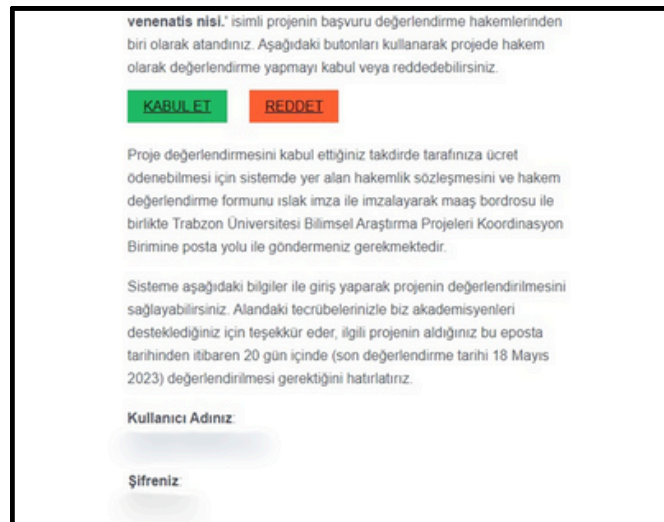 venenatis nisi.' isimli projenin başvuru değerlendirme hakemlerinden
biri olarak atandınız. Aşağıdaki butonları kullanarak projede hakem
olarak değerlendirme yapmayı kabul veya reddedebilirsiniz.
KABUL ET REDDET
Proje değerlendirmesini kabul ettiğiniz takdirde tarafınıza ücret
ödenebilmesi için sistemde yer alan hakemlik sözleşmesini ve hakem
değerlendirme formunu ıslak imza ile imzalayarak maaş bordrosu ile
birlikte Trabzon Üniversitesi Bilimsel Araştırma Projeleri Koordinasyon
Birimine posta yolu ile göndermeniz gerekmektedir.
Sisteme aşağıdaki bilgiler ile giriş yaparak projenin değerlendirilmesini
sağlayabilirsiniz. Alandaki tecrübelerinizle biz akademisyenleri
desteklediğiniz için teşekkür eder, ilgili projenin aldığınız bu eposta
tarihinden itibaren 20 gün içinde (son değerlendirme tarihi 18 Mayıs
2023) değerlendirilmesi gerektiğini hatırlatırız.
Kullanıcı Adınız:
Şifreniz: